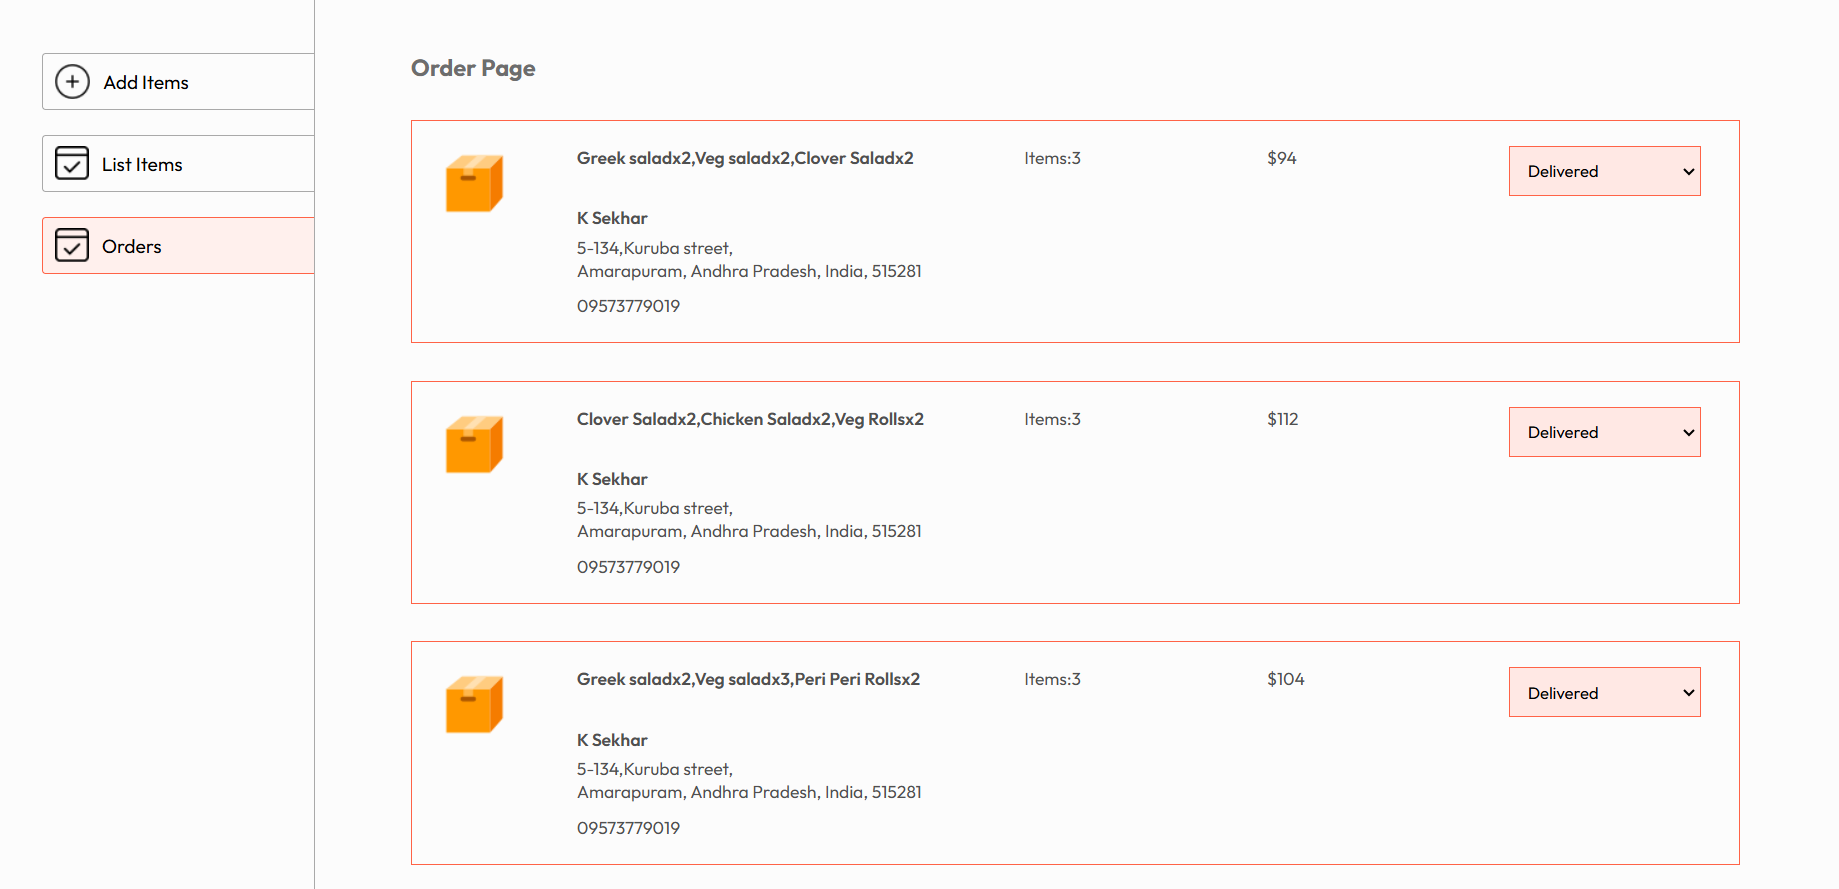 Add Items
List Items
Orders
Order Page
Greek saladx2,Veg saladx2,Clover Saladx2
Items:3
$94
Delivered
K Sekhar
5-134,Kuruba street,
Amarapuram, Andhra Pradesh, India, 515281
09573779019
Clover Saladx2,Chicken Saladx2,Veg Rollsx2
Items:3
$112
Delivered
K Sekhar
5-134,Kuruba street,
Amarapuram, Andhra Pradesh, India, 515281
09573779019
Greek saladx2,Veg saladx3,Peri Peri Rollsx2
Items:3
$104
Delivered
K Sekhar
5-134,Kuruba street,
Amarapuram, Andhra Pradesh, India, 515281
09573779019